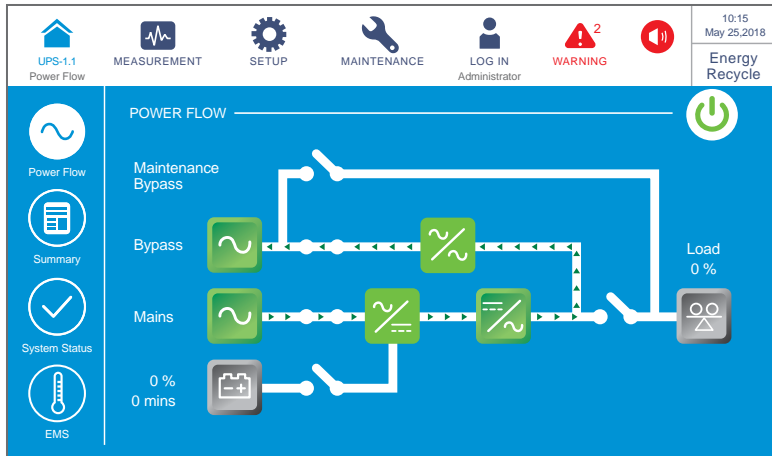 10:15
May 25,2018
2
UPS-1.1
MEASUREMENT
SETUP
MAINTENANCE
LOG IN
WARNING
Power Flow
Administrator
Energy
Recycle
POWER FLOW
Power Flow
Maintenance
Bypass
Bypass
Summary
Load
0 %
Mains
System Status
0 %
0 mins
EMS